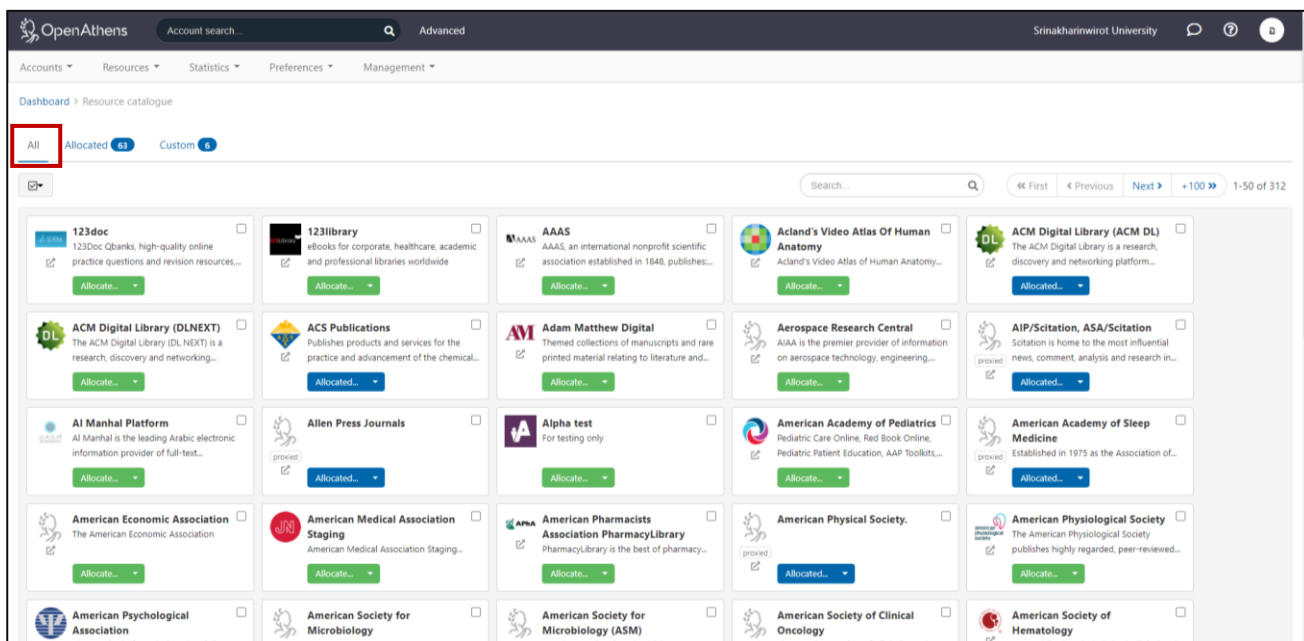 OpenAthens Account search... Advanced Srinakharinwirot University
Accounts Resources Statistics Preferences Management
Dashboard > Resource catalogue
All Allocated 63 Custom 6
Search... « First ‹ Previous Next › +100 » 1-50 of 312
123doc
123Doc Qbanks, high-quality online
practice questions and revision resources,...
Allocate...
123library
eBooks for corporate, healthcare, academic
and professional libraries worldwide
Allocate...
AAAS
AAAS
AAAS, an international nonprofit scientific
association established in 1848, publishes:...
Allocate...
Acland's Video Atlas Of Human
Anatomy
Acland's Video Atlas of Human Anatomy...
Allocate...
DL
ACM Digital Library (ACM DL)
The ACM Digital Library is a research,
discovery and networking platform...
Allocated...
DL
ACM Digital Library (DLNEXT)
The ACM Digital Library (DL NEXT) is a
research, discovery and networking...
Allocate...
ACS Publications
Publishes products and services for the
practice and advancement of the chemical...
Allocated...
AM
Adam Matthew Digital
Themed collections of manuscripts and rare
printed material relating to literature and...
Allocate...
Aerospace Research Central
AIAA is the premier provider of information
on aerospace technology, engineering,...
Allocate...
AIP/Scitation, ASA/Scitation
Scitation is home to the most influential
news, comment, analysis and research in...
proxied
Allocated...
Al Manhal Platform
Al Manhal is the leading Arabic electronic
information provider of full-text...
Allocate...
Allen Press Journals
proxied
Allocated...
Alpha test
For testing only
Allocate...
American Academy of Pediatrics
Pediatric Care Online, Red Book Online,
Pediatric Patient Education, AAP Toolkits,...
Allocate...
American Academy of Sleep
Medicine
Established in 1975 as the Association of...
proxied
Allocated...
American Economic Association
The American Economic Association
Allocate...
JN
American Medical Association
Staging
American Medical Association Staging...
Allocate...
APhA
American Pharmacists
Association PharmacyLibrary
PharmacyLibrary is the best of pharmacy...
Allocate...
American Physical Society.
proxied
Allocated...
american
physiological
society
American Physiological Society
The American Physiological Society
publishes highly regarded, peer-reviewed...
Allocate...
American Psychological
Association
American Society for
Microbiology
American Society for
Microbiology (ASM)
American Society of Clinical
Oncology
American Society of
Hematology